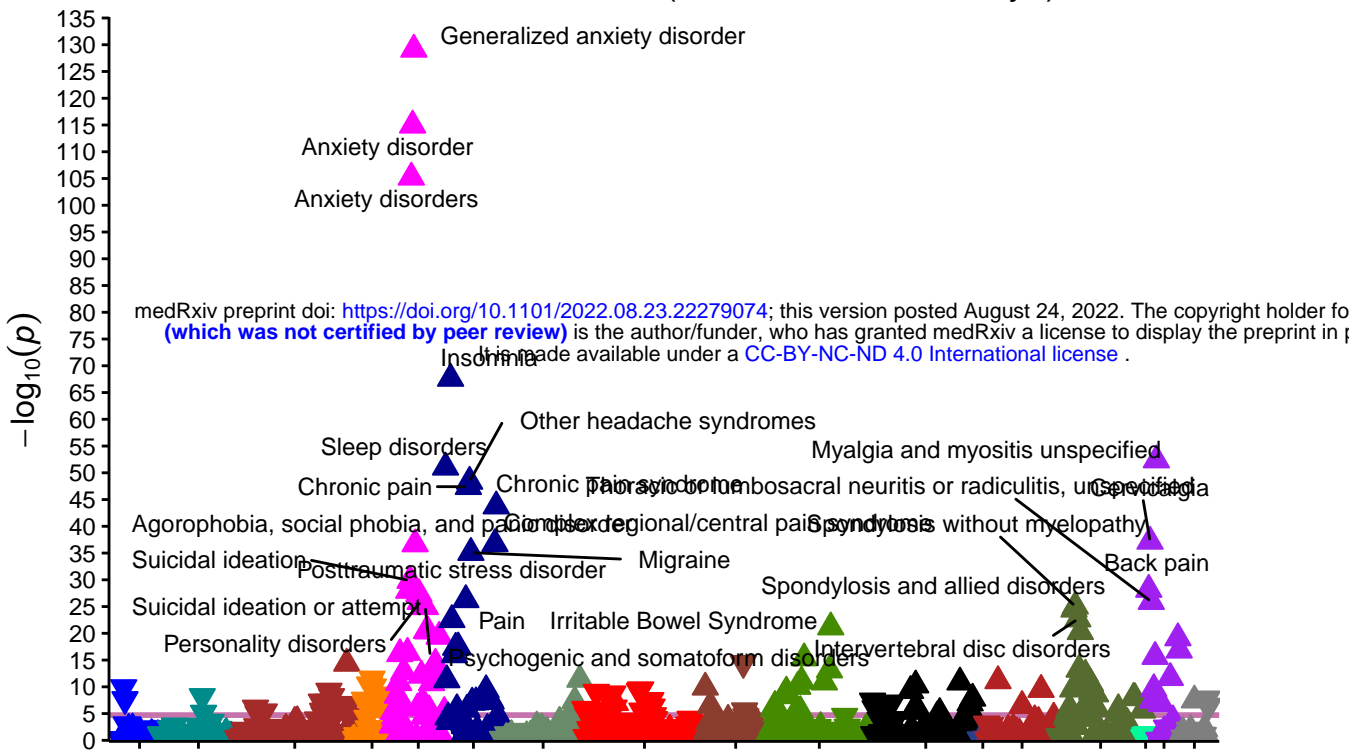 135
130
125
120
115
110
105
100
95
90
85
80
75
70
65
60
55
50
45
40
35
30
25
20
15
10
5
0
−log10(p)
Generalized anxiety disorder
Anxiety disorder
Anxiety disorders
medRxiv preprint doi: https://doi.org/10.1101/2022.08.23.22279074; this version posted August 24, 2022. The copyright holder fo
(which was not certified by peer review) is the author/funder, who has granted medRxiv a license to display the preprint in p
It is made available under a CC-BY-NC-ND 4.0 International license .
Insomnia
Other headache syndromes
Sleep disorders
Myalgia and myositis unspecified
Chronic pain
Chronic pain syndrome
Thoracic or lumbosacral neuritis or radiculitis, unspecified
Cervicalgia
Agorophobia, social phobia, and panic disorder
Complex regional/central pain syndrome
Spondylosis without myelopathy
Suicidal ideation
Posttraumatic stress disorder
Migraine
Back pain
Spondylosis and allied disorders
Suicidal ideation or attempt
Pain
Irritable Bowel Syndrome
Personality disorders
Psychogenic and somatoform disorders
Intervertebral disc disorders